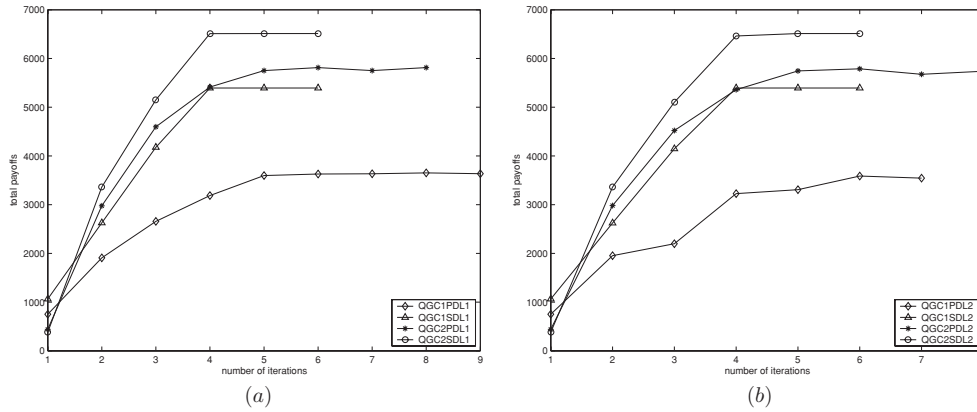 7000
6000
5000
4000
3000
2000
1000
0
total payoffs
1 2 3 4 5 6 7 8 9
number of iterations
QGC1PDL1
QGC1SDL1
QGC2PDL1
QGC2SDL1
(a)
7000
6000
5000
4000
3000
2000
1000
0
total payoffs
1 2 3 4 5 6 7
number of iterations
QGC1PDL2
QGC1SDL2
QGC2PDL2
QGC2SDL2
(b)